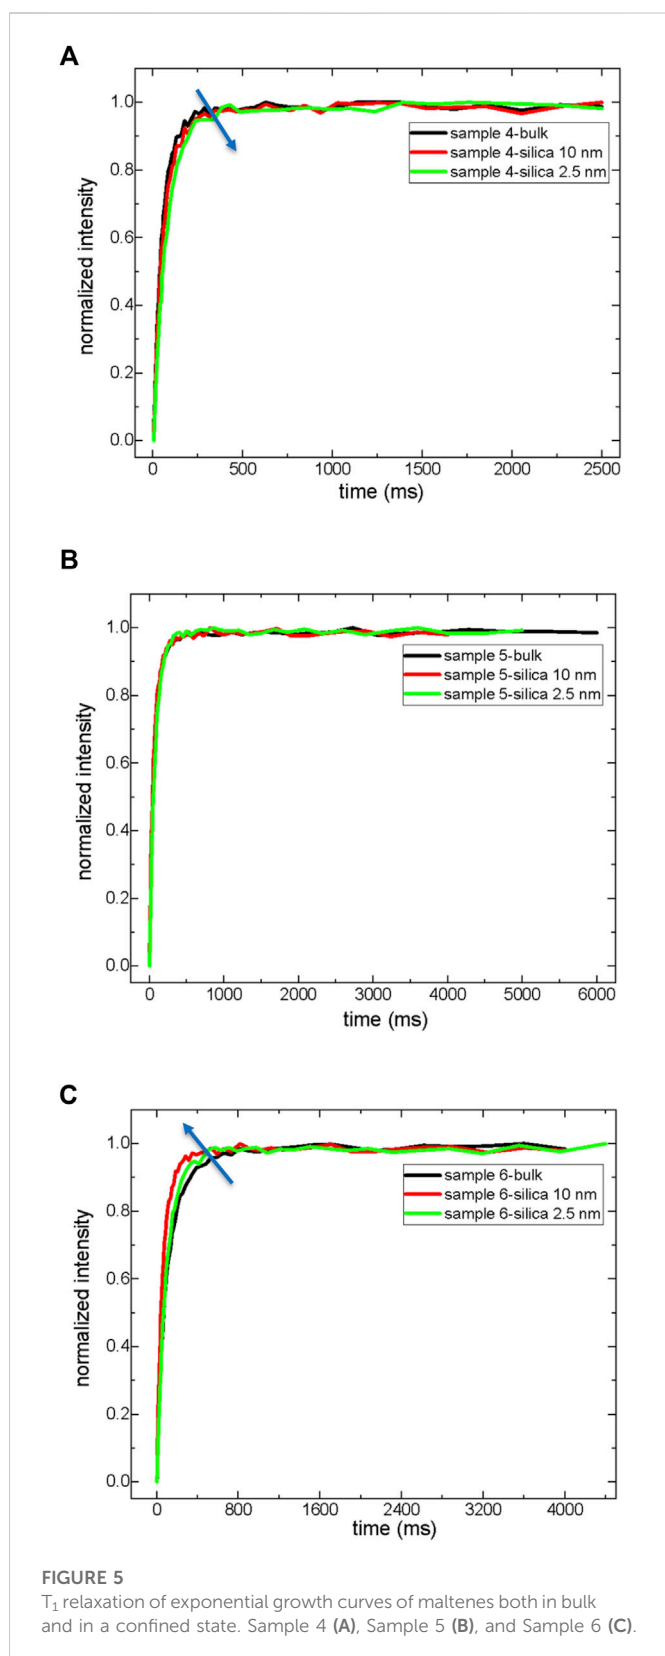 A
normalized intensity
1.0
0.8
0.6
0.4
0.2
0.0
sample 4-bulk
sample 4-silica 10 nm
sample 4-silica 2.5 nm
0 500 1000 1500 2000 2500
time (ms)
B
normalized intensity
1.0
0.8
0.6
0.4
0.2
0.0
sample 5-bulk
sample 5-silica 10 nm
sample 5-silica 2.5 nm
0 1000 2000 3000 4000 5000 6000
time (ms)
C
normalized intensity
1.0
0.8
0.6
0.4
0.2
0.0
sample 6-bulk
sample 6-silica 10 nm
sample 6-silica 2.5 nm
0 800 1600 2400 3200 4000
time (ms)
FIGURE 5
T₁ relaxation of exponential growth curves of maltenes both in bulk
and in a confined state. Sample 4 (A), Sample 5 (B), and Sample 6 (C).